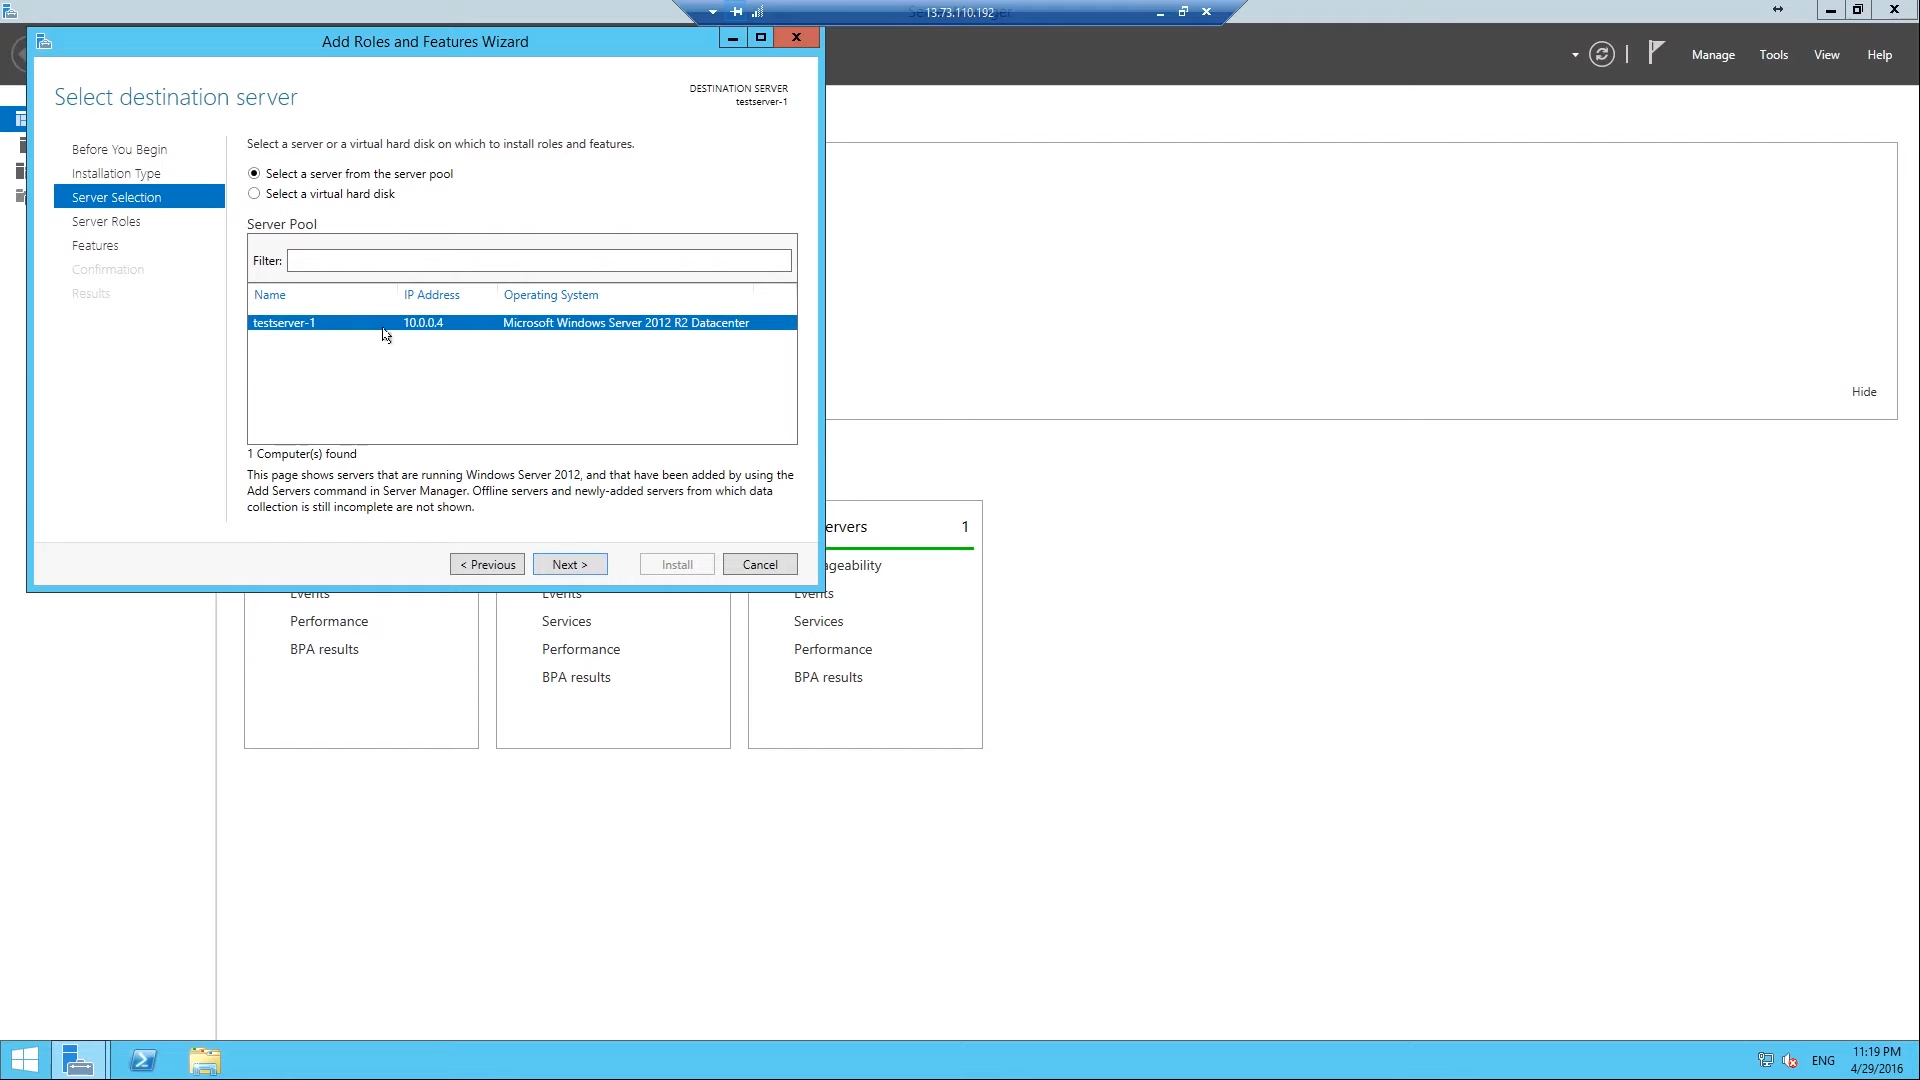 13.73.110.192
Add Roles and Features Wizard
Manage
Tools
View
Help
Select destination server
DESTINATION SERVER
testserver-1
Before You Begin
Installation Type
Server Selection
Server Roles
Features
Confirmation
Results
Select a server or a virtual hard disk on which to install roles and features.
Select a server from the server pool
Select a virtual hard disk
Server Pool
Filter:
Name IP Address Operating System
testserver-1 10.0.0.4 Microsoft Windows Server 2012 R2 Datacenter
1 Computer(s) found
This page shows servers that are running Windows Server 2012, and that have been added by using the
Add Servers command in Server Manager. Offline servers and newly-added servers from which data
collection is still incomplete are not shown.
< Previous
Next >
Install
Cancel
Hide
ervers 1
ageability
Events
Performance
BPA results
Events
Services
Performance
BPA results
Events
Services
Performance
BPA results
ENG
11:19 PM
4/29/2016